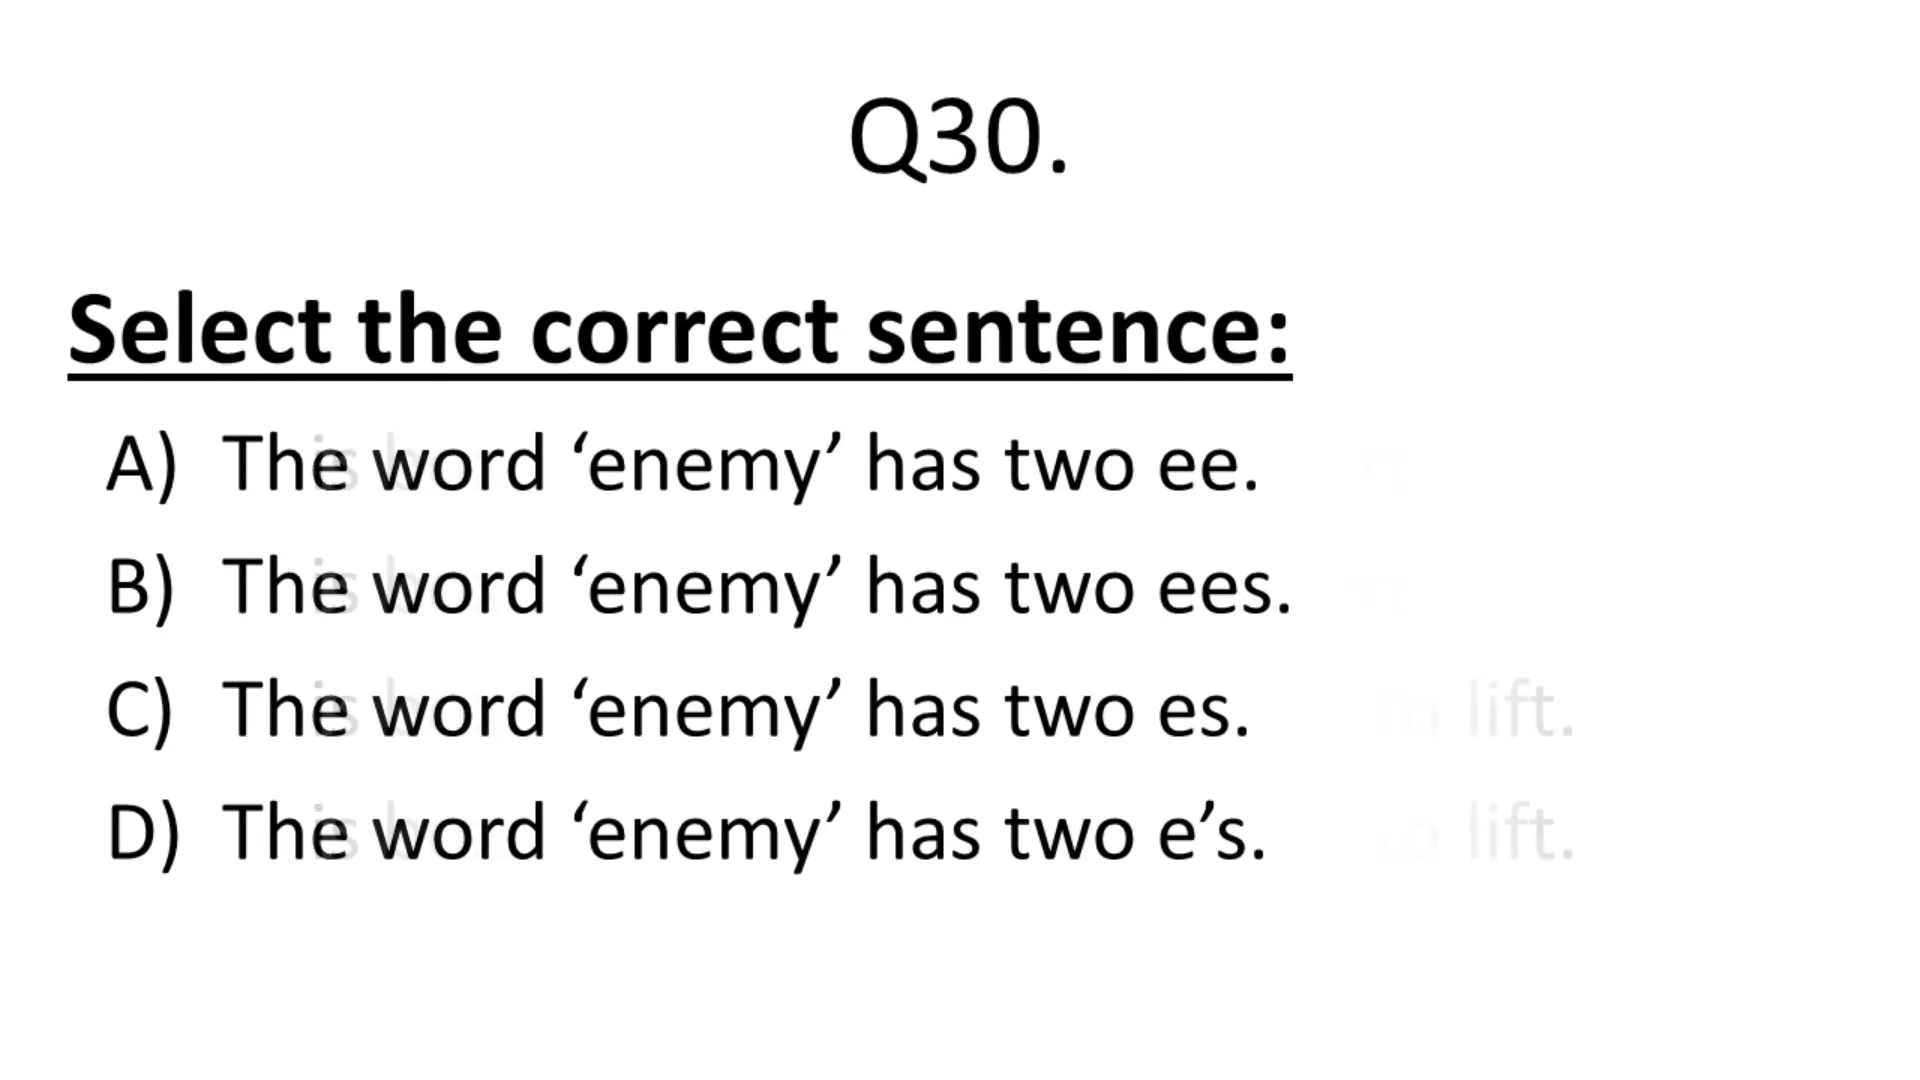 Q30.
Select the correct sentence:
A) The word ‘enemy’ has two ee.
B) The word ‘enemy’ has two ees.
C) The word ‘enemy’ has two es.
D) The word ‘enemy’ has two e’s.